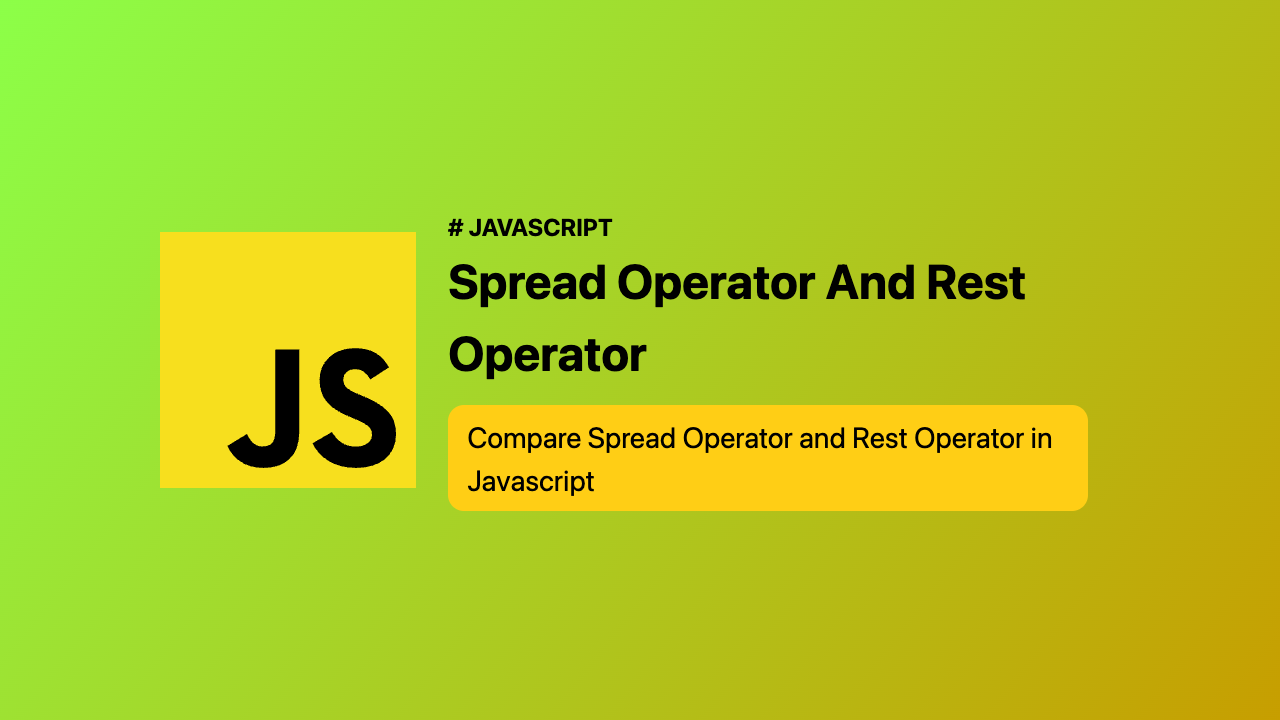 # JAVASCRIPT
Spread Operator And Rest
Operator
Compare Spread Operator and Rest Operator in
Javascript
JS